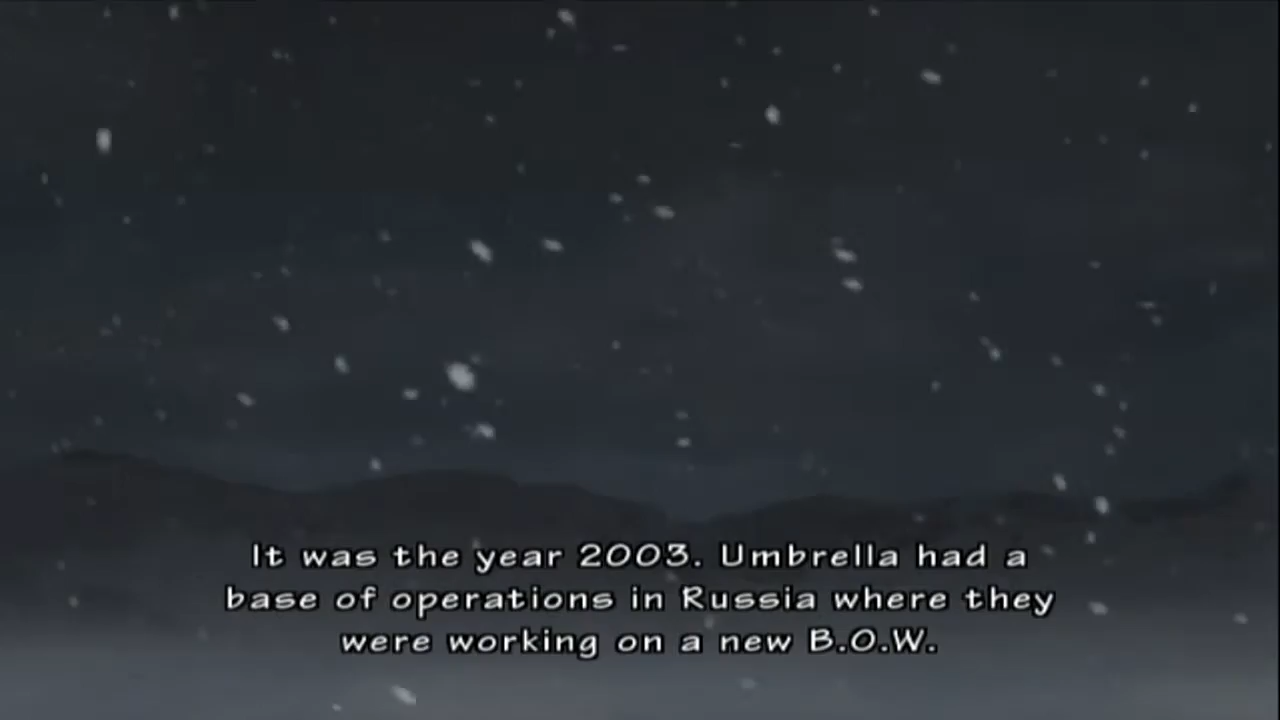 It was the year 2003. Umbrella had a
base of operations in Russia where they
were working on a new B.O.W.